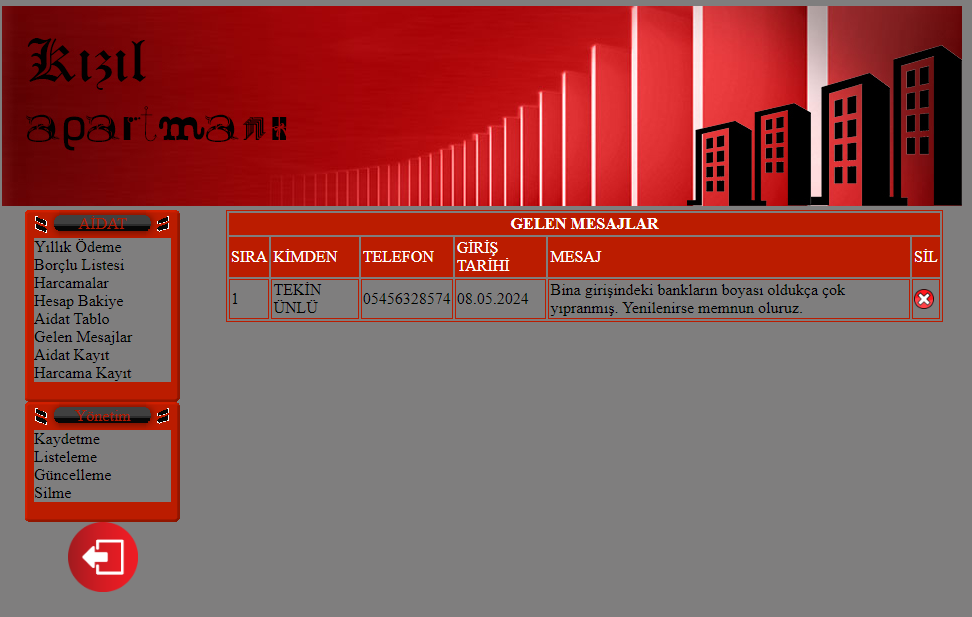 Kızıl
apartmanı
AİDAT
Yıllık Ödeme
Borçlu Listesi
Harcamalar
Hesap Bakiye
Aidat Tablo
Gelen Mesajlar
Aidat Kayıt
Harcama Kayıt
Yönetim
Kaydetme
Listeleme
Güncelleme
Silme
GELEN MESAJLAR
SIRA KİMDEN TELEFON GİRİŞ TARİHİ MESAJ SİL
1 TEKİN ÜNLÜ 05456328574 08.05.2024 Bina girişindeki bankların boyası oldukça çok
yıpranmış. Yenilenirse memnun oluruz.